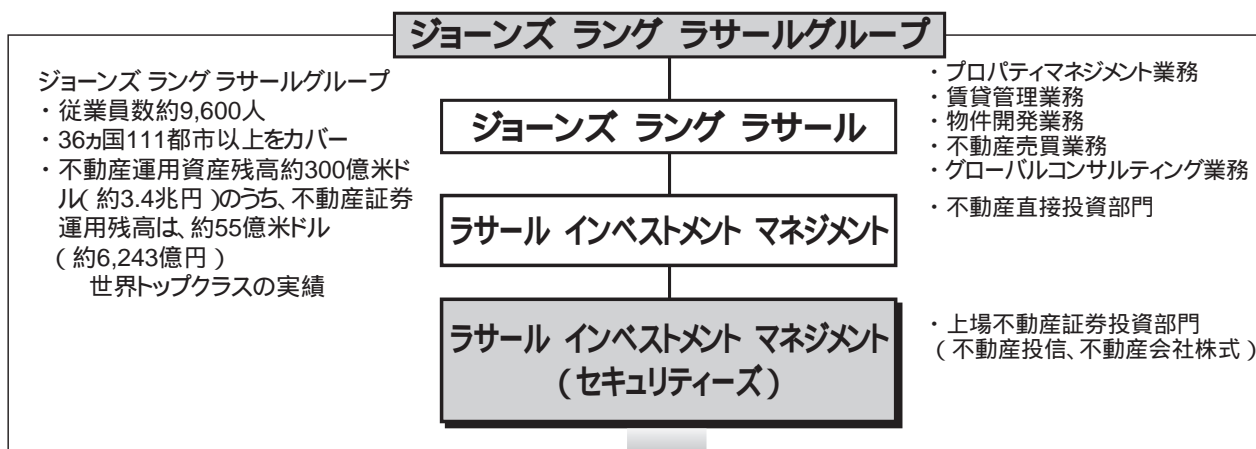 ジョーンズ ラング ラサールグループ
ジョーンズ ラング ラサールグループ
・従業員数約9,600人
・36ヵ国111都市以上をカバー
・不動産運用資産残高約300億米ド
ル(約3.4兆円)のうち、不動産証券
運用残高は、約55億米ドル
(約6,243億円)
世界トップクラスの実績
ジョーンズ ラング ラサール
・プロパティマネジメント業務
・賃貸管理業務
・物件開発業務
・不動産売買業務
・グローバルコンサルティング業務
ラサール インベストメント マネジメント
・不動産直接投資部門
ラサール インベストメント マネジメント
(セキュリティーズ)
・上場不動産証券投資部門
(不動産投信、不動産会社株式)